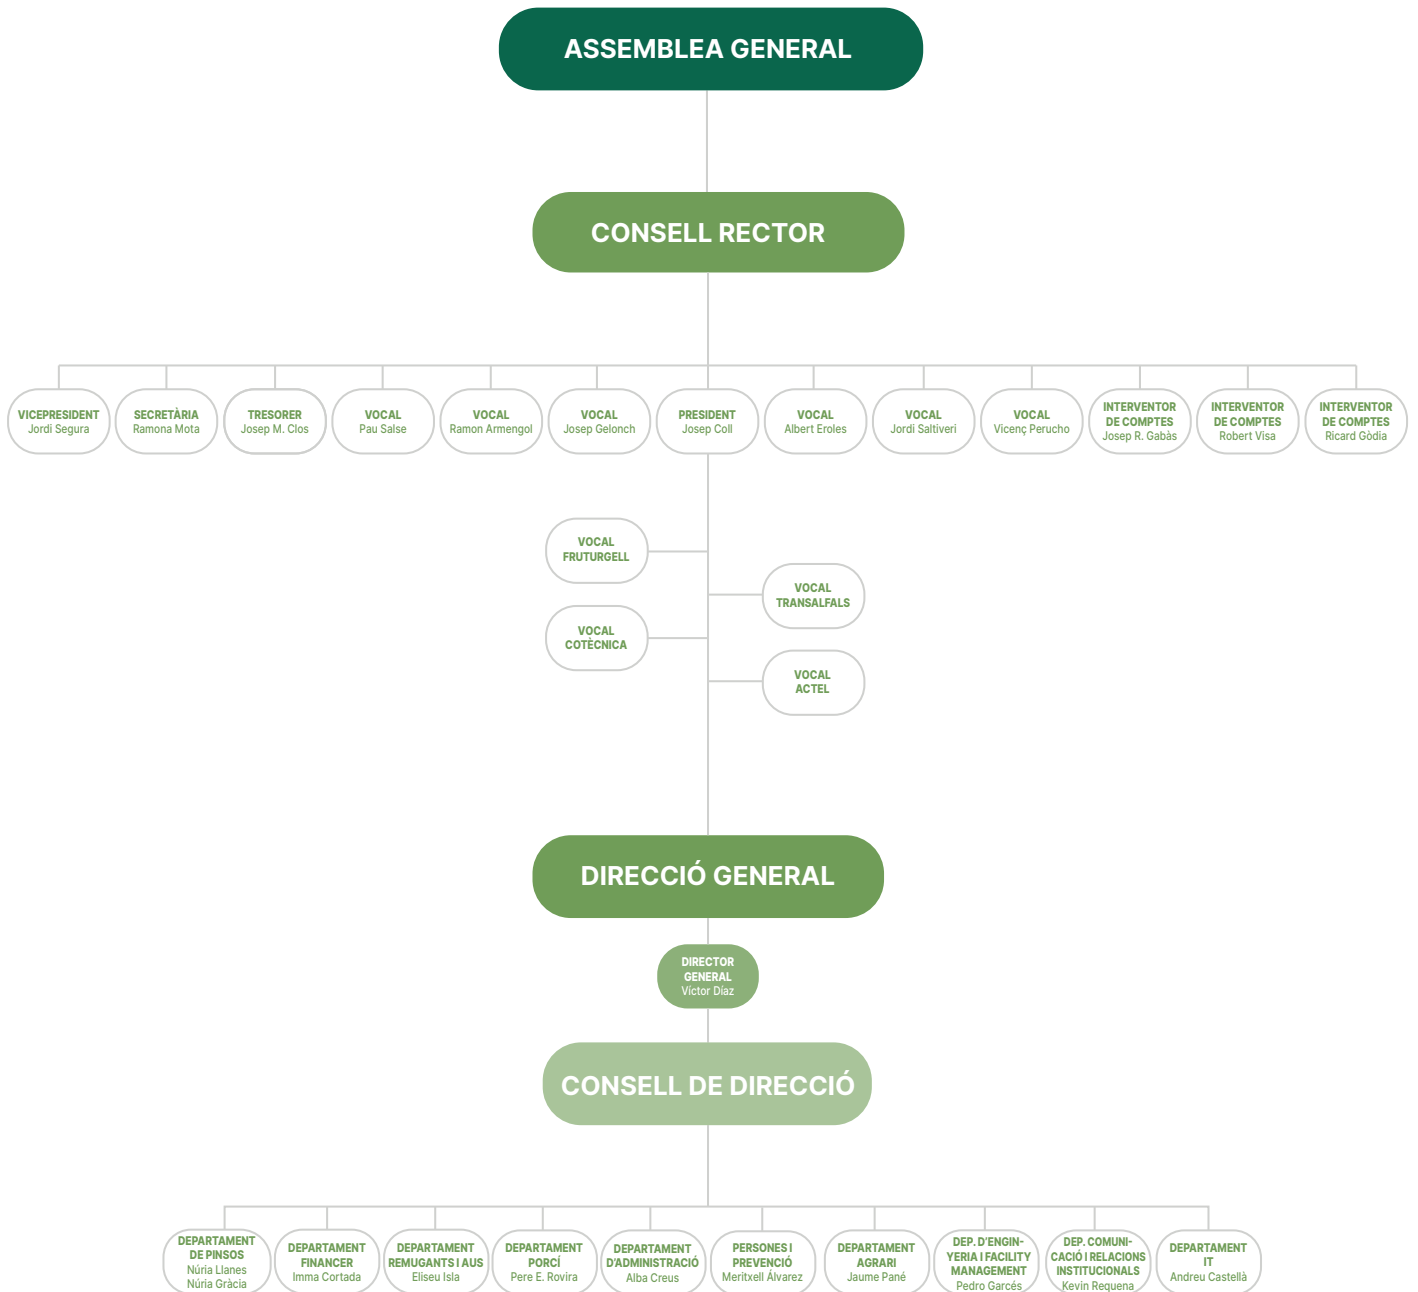 ASSEMBLEA GENERAL
CONSELL RECTOR
VICEPRESIDENT
Jordi Segura
SECRETÀRIA
Ramona Mota
TRESORER
Josep M. Clos
VOCAL
Pau Salse
VOCAL
Ramon Armengol
VOCAL
Josep Gelonch
PRESIDENT
Josep Coll
VOCAL
Albert Eroles
VOCAL
Jordi Saltiveri
VOCAL
Vicenç Perucho
INTERVENTOR
DE COMPTES
Josep R. Gabàs
INTERVENTOR
DE COMPTES
Robert Visa
INTERVENTOR
DE COMPTES
Ricard Gòdia
VOCAL
FRUTURGELL
VOCAL
TRANSALFALS
VOCAL
COTÈCNICA
VOCAL
ACTEL
DIRECCIÓ GENERAL
DIRECTOR
GENERAL
Víctor Díaz
CONSELL DE DIRECCIÓ
DEPARTAMENT
DE PINSOS
Núria Llanes
Núria Gràcia
DEPARTAMENT
FINANCER
Imma Cortada
DEPARTAMENT
REMUGANTS I AUS
Eliseu Isla
DEPARTAMENT
PORCÍ
Pere E. Rovira
DEPARTAMENT
D'ADMINISTRACIÓ
Alba Creus
PERSONES I
PREVENCIÓ
Meritxell Álvarez
DEPARTAMENT
AGRARI
Jaume Pané
DEP. D'ENGIN-
YERIA I FACILITY
MANAGEMENT
Pedro Garcés
DEP. COMUNI-
CACIÓ I RELACIONS
INSTITUCIONALS
Kevin Requena
DEPARTAMENT
IT
Andreu Castellà